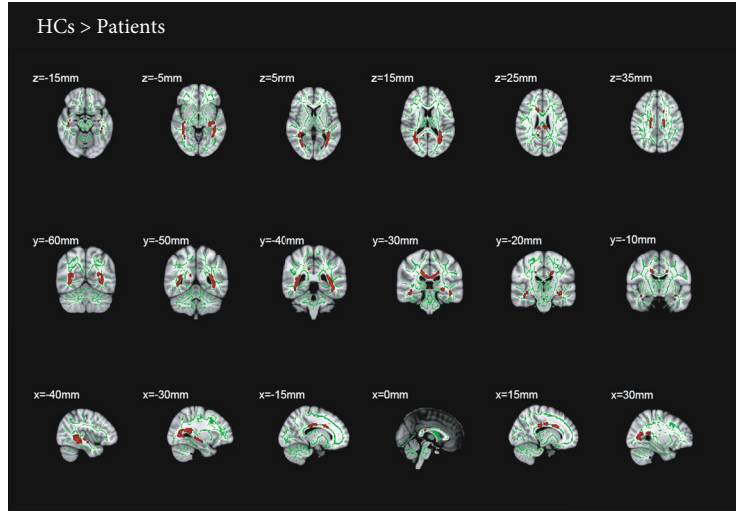 HCs > Patients
z=-15mm z=-5mm z=5mm z=15mm z=25mm z=35mm
y=-60mm y=-50mm y=-40mm y=-30mm y=-20mm y=-10mm
x=-40mm x=-30mm x=-15mm x=0mm x=15mm x=30mm